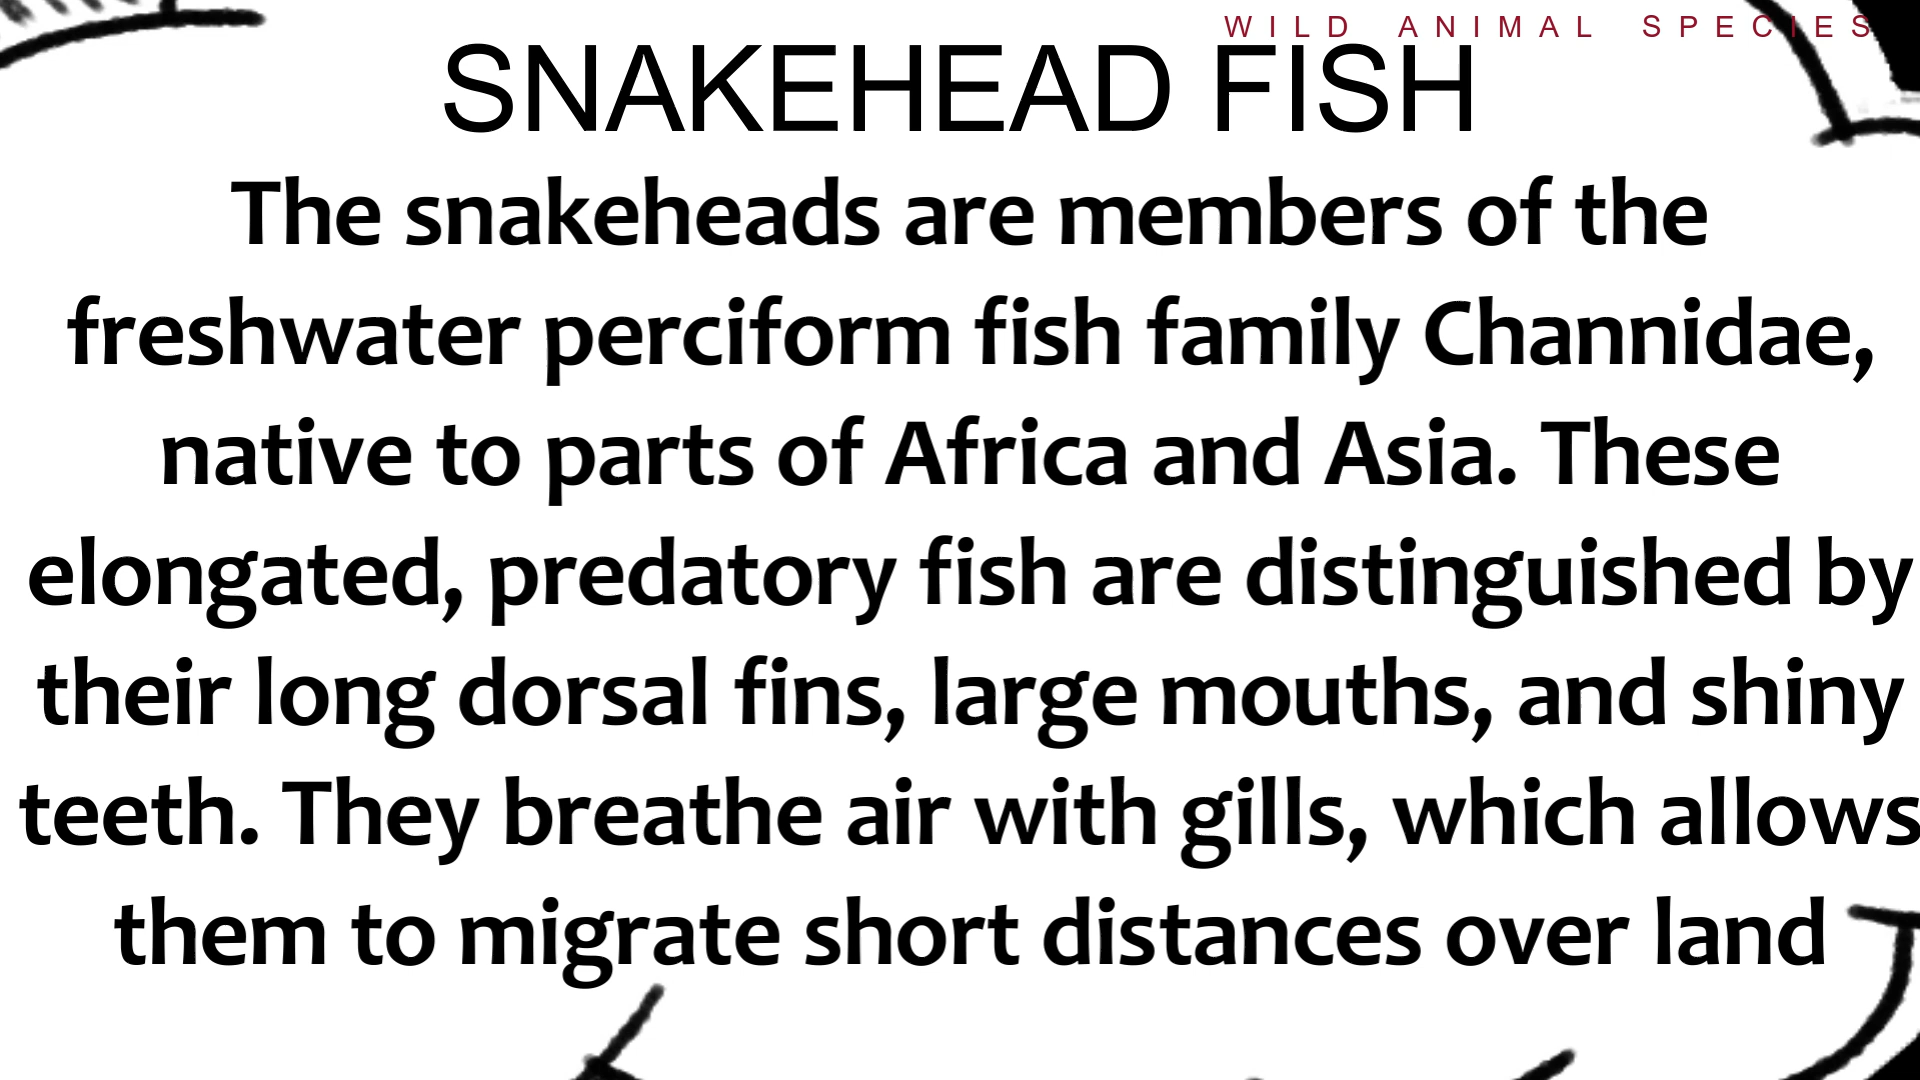 WILD ANIMAL SPECIES
SNAKEHEAD FISH
The snakeheads are members of the
freshwater perciform fish family Channidae,
native to parts of Africa and Asia. These
elongated, predatory fish are distinguished by
their long dorsal fins, large mouths, and shiny
teeth. They breathe air with gills, which allows
them to migrate short distances over land